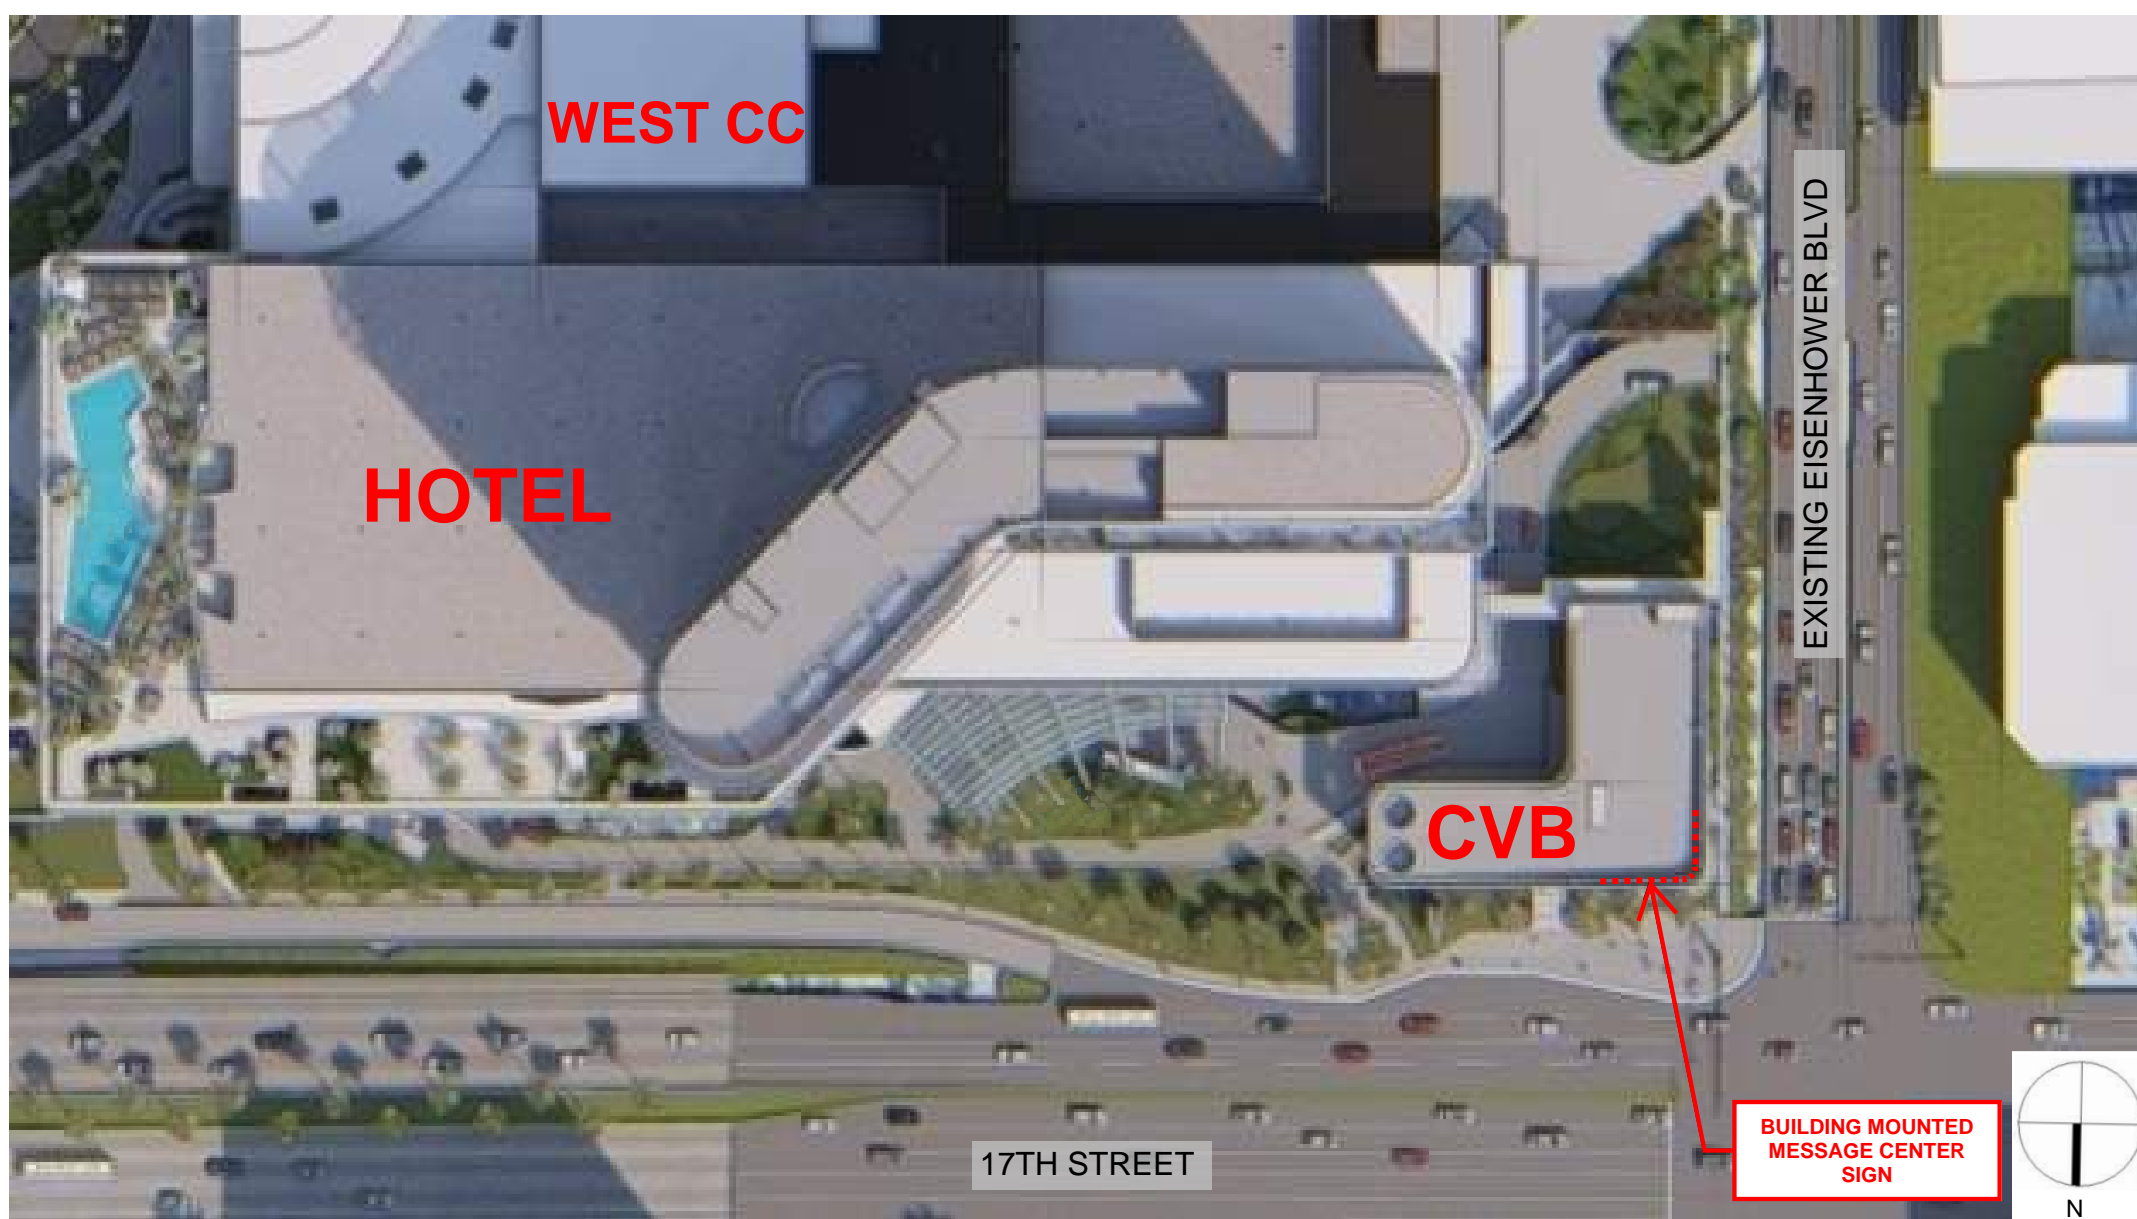 WEST CC
EXISTING EISENHOWER BLVD
HOTEL
CVB
BUILDING MOUNTED
MESSAGE CENTER
SIGN
17TH STREET
N